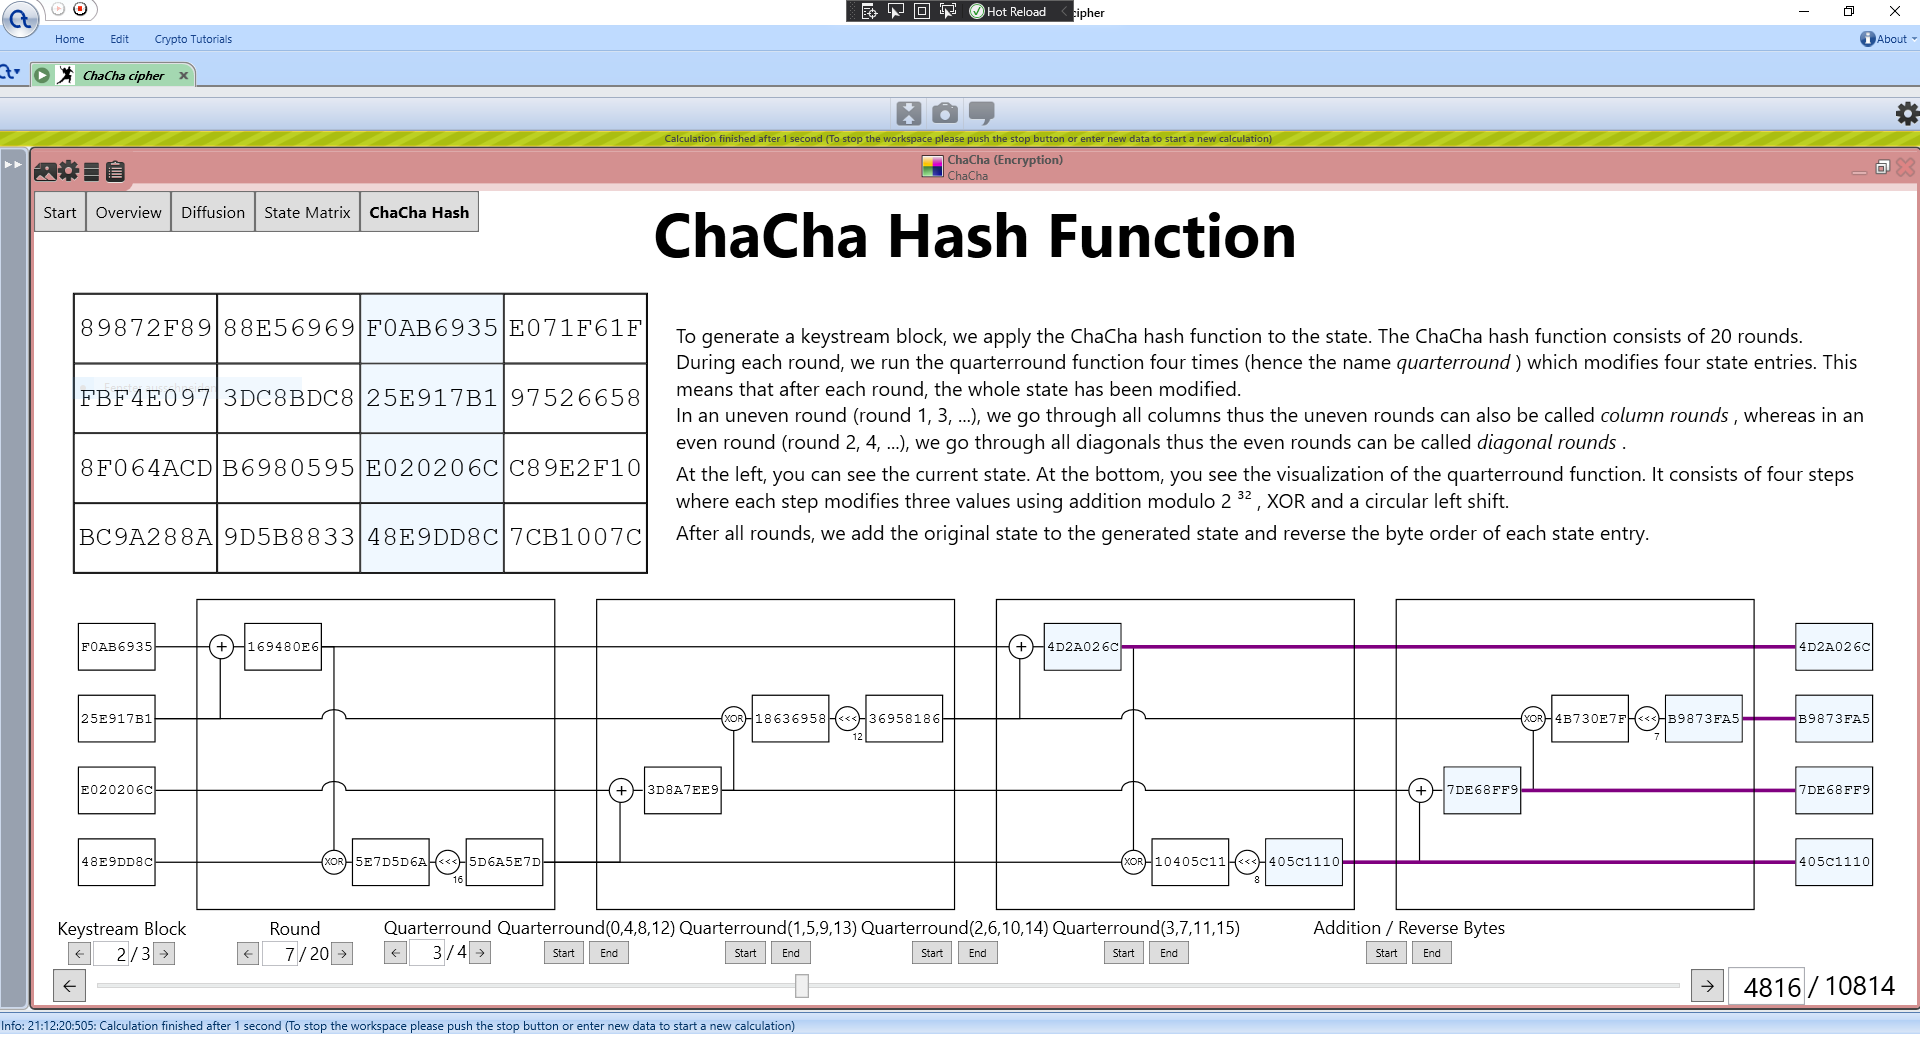 Hot Reload
cipher
Home Edit Crypto Tutorials
About
ChaCha cipher
Calculation finished after 1 second (To stop the workspace please push the stop button or enter new data to start a new calculation)
ChaCha (Encryption)
ChaCha
Start Overview Diffusion State Matrix ChaCha Hash
ChaCha Hash Function
89872F89 88E56969 F0AB6935 E071F61F
FBF4E097 3DC8BDC8 25E917B1 97526658
8F064ACD B6980595 E020206C C89E2F10
BC9A288A 9D5B8833 48E9DD8C 7CB1007C
To generate a keystream block, we apply the ChaCha hash function to the state. The ChaCha hash function consists of 20 rounds.
During each round, we run the quarterround function four times (hence the name quarterround ) which modifies four state entries. This
means that after each round, the whole state has been modified.
In an uneven round (round 1, 3, ...), we go through all columns thus the uneven rounds can also be called column rounds , whereas in an
even round (round 2, 4, ...), we go through all diagonals thus the even rounds can be called diagonal rounds .
At the left, you can see the current state. At the bottom, you see the visualization of the quarterround function. It consists of four steps
where each step modifies three values using addition modulo 2 ³² , XOR and a circular left shift.
After all rounds, we add the original state to the generated state and reverse the byte order of each state entry.
F0AB6935 + 169480E6 + 4D2A026C 4D2A026C
25E917B1 XOR 18636958 <<< 12 36958186 XOR 4B730E7F <<< 7 B9873FA5 B9873FA5
E020206C + 3D8A7EE9 + 7DE68FF9 7DE68FF9
48E9DD8C XOR 5E7D5D6A <<< 16 5D6A5E7D XOR 10405C11 <<< 8 405C1110 405C1110
Keystream Block Round Quarterround Quarterround(0,4,8,12) Quarterround(1,5,9,13) Quarterround(2,6,10,14) Quarterround(3,7,11,15) Addition / Reverse Bytes
← 2 / 3 → ← 7 / 20 → ← 3 / 4 → Start End Start End Start End Start End Start End
← → 4816 / 10814
Info: 21:12:20:505: Calculation finished after 1 second (To stop the workspace please push the stop button or enter new data to start a new calculation)